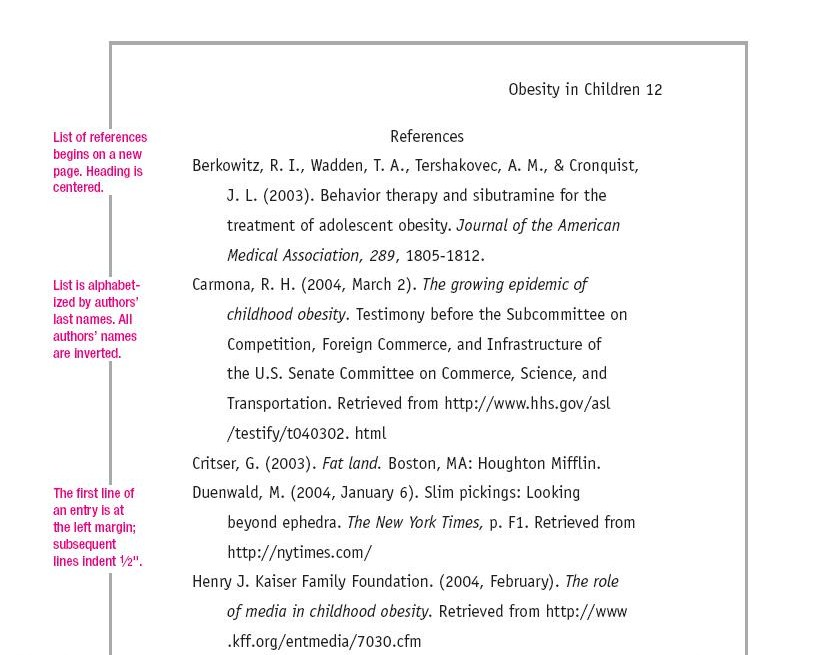 Obesity in Children 12
List of references
begins on a new
page. Heading is
centered.
References
Berkowitz, R. I., Wadden, T. A., Tershakovec, A. M., & Cronquist,
J. L. (2003). Behavior therapy and sibutramine for the
treatment of adolescent obesity. Journal of the American
Medical Association, 289, 1805-1812.
List is alphabet-
ized by authors’
last names. All
authors’ names
are inverted.
Carmona, R. H. (2004, March 2). The growing epidemic of
childhood obesity. Testimony before the Subcommittee on
Competition, Foreign Commerce, and Infrastructure of
the U.S. Senate Committee on Commerce, Science, and
Transportation. Retrieved from http://www.hhs.gov/asl
/testify/t040302. html
Critser, G. (2003). Fat land. Boston, MA: Houghton Mifflin.
The first line of
an entry is at
the left margin;
subsequent
lines indent ½".
Duenwald, M. (2004, January 6). Slim pickings: Looking
beyond ephedra. The New York Times, p. F1. Retrieved from
http://nytimes.com/
Henry J. Kaiser Family Foundation. (2004, February). The role
of media in childhood obesity. Retrieved from http://www
.kff.org/entmedia/7030.cfm